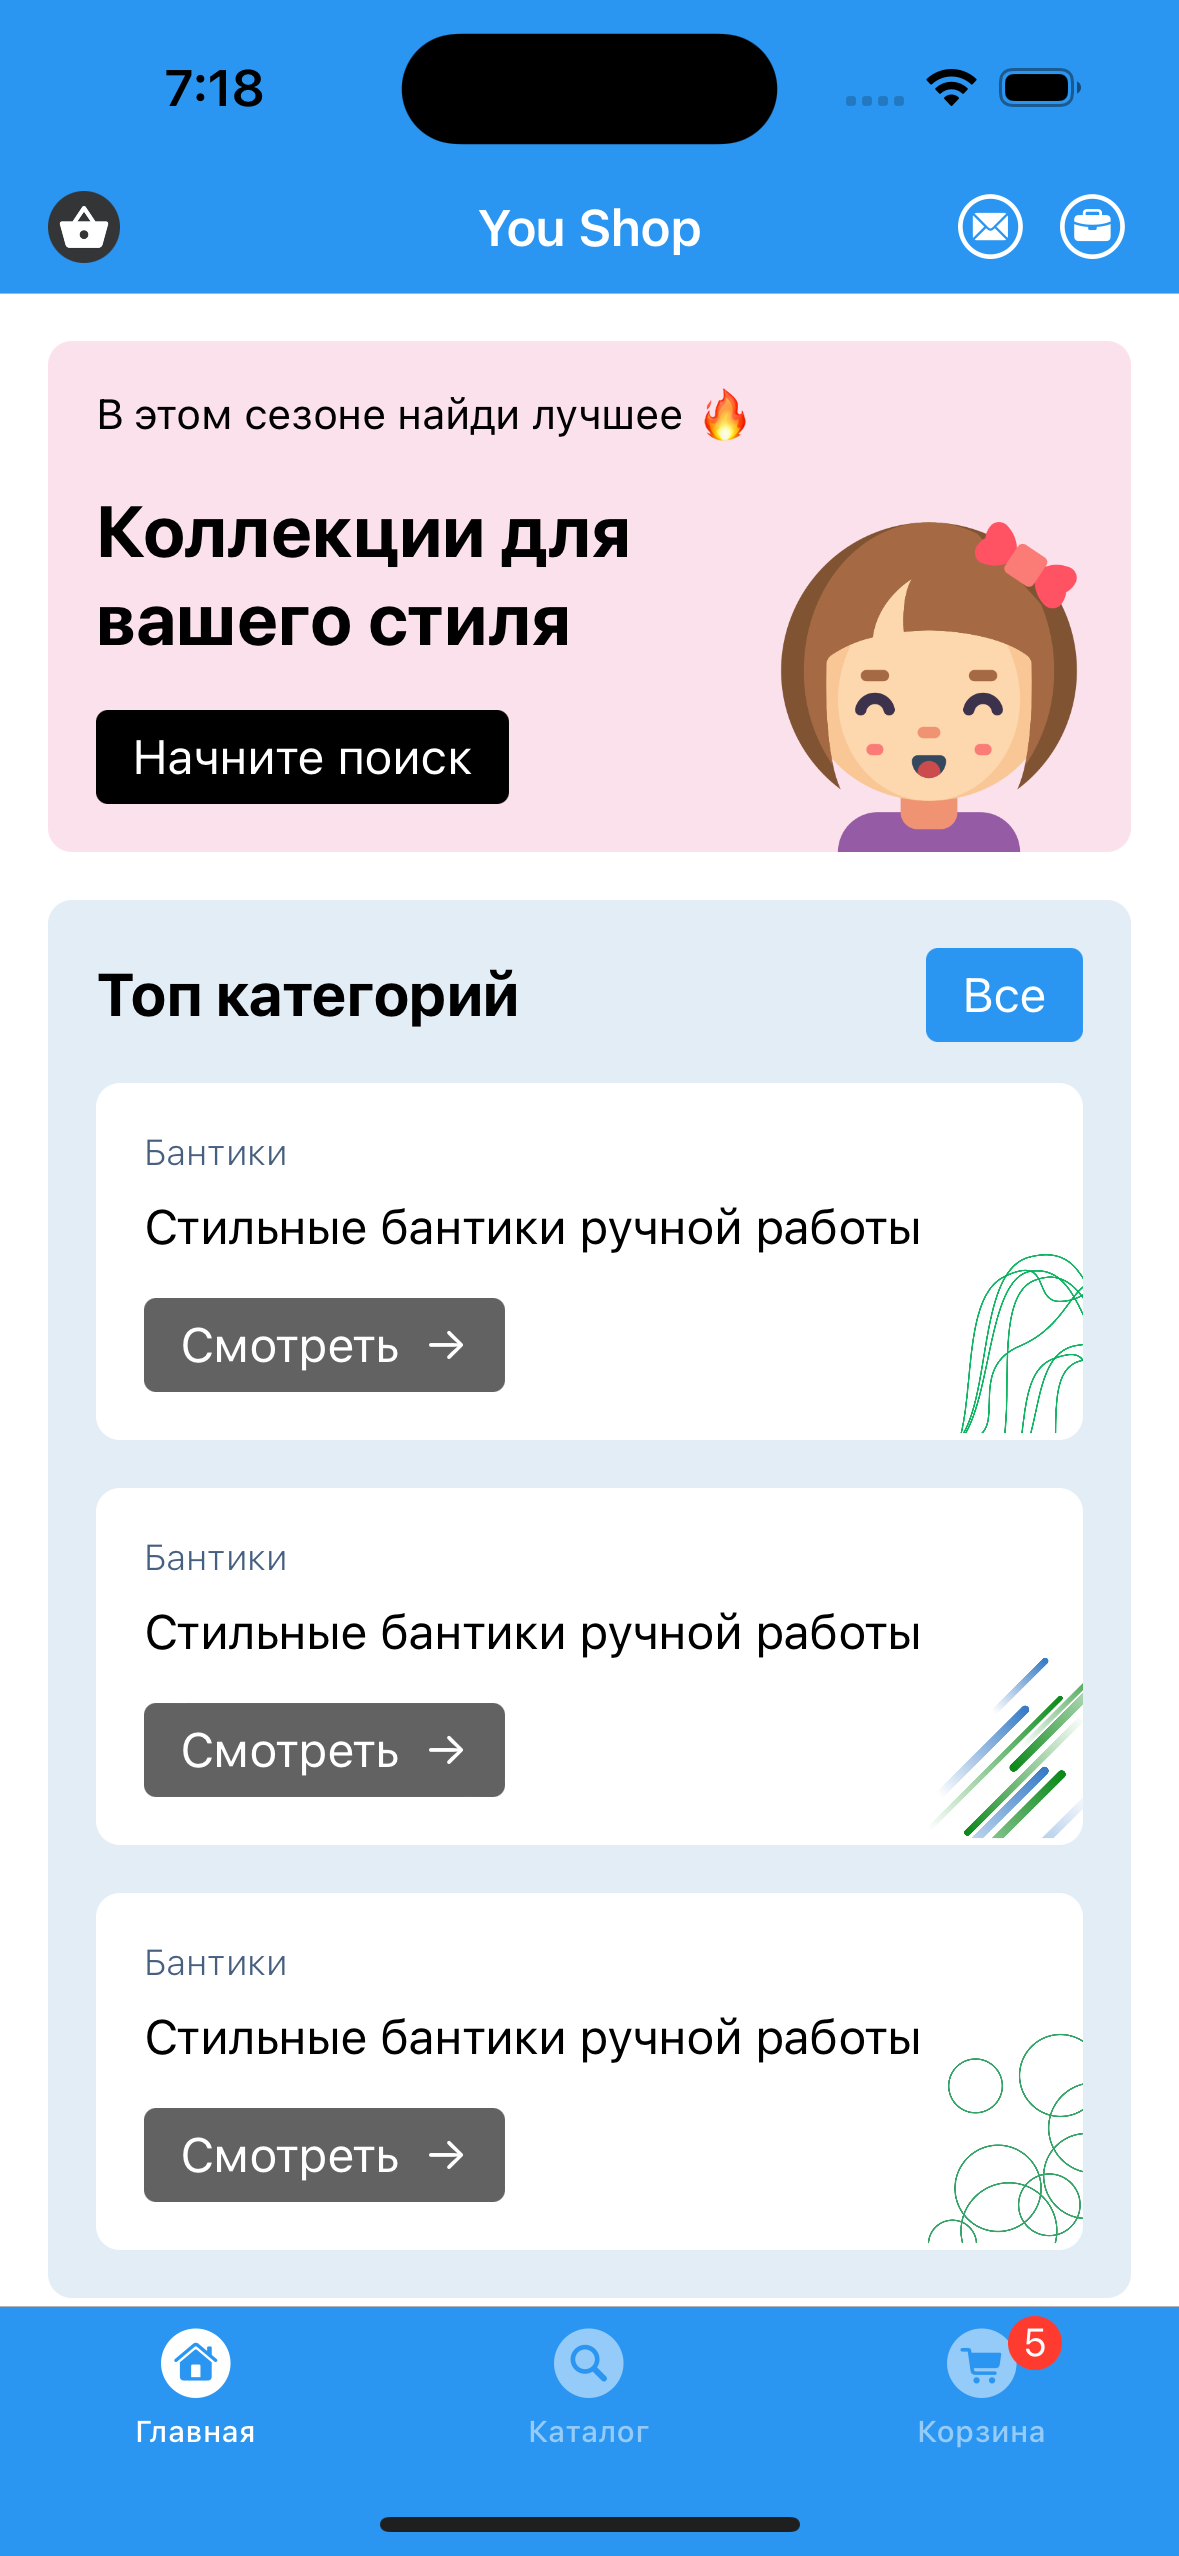 7:18
You Shop
В этом сезоне найди лучшее 🔥
Коллекции для
вашего стиля
Начните поиск
Топ категорий
Все
Бантики
Стильные бантики ручной работы
Смотреть →
Бантики
Стильные бантики ручной работы
Смотреть →
Бантики
Стильные бантики ручной работы
Смотреть →
5
Главная
Каталог
Корзина